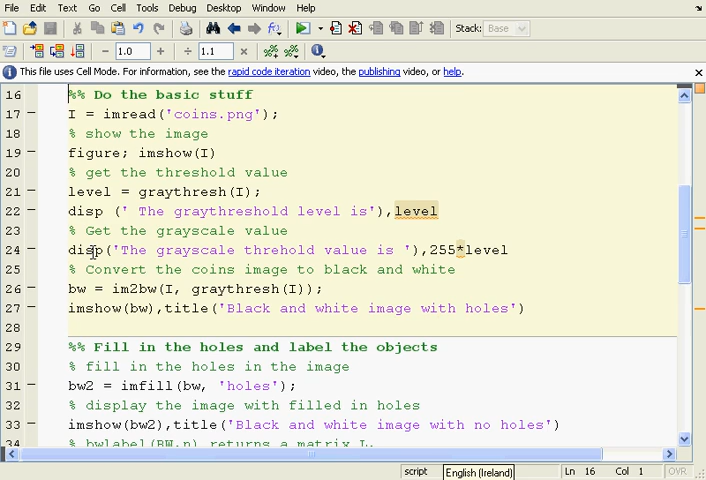 File Edit Text Go Cell Tools Debug Desktop Window Help
Stack: Base
1.0 1.1
This file uses Cell Mode. For information, see the rapid code iteration video, the publishing video, or help.
16 %% Do the basic stuff
17 I = imread('coins.png');
18 % show the image
19 figure; imshow(I)
20 % get the threshold value
21 level = graythresh(I);
22 disp (' The graythreshold level is'),level
23 % Get the grayscale value
24 disp('The grayscale threhold value is '),255*level
25 % Convert the coins image to black and white
26 bw = im2bw(I, graythresh(I));
27 imshow(bw),title('Black and white image with holes')
28
29 %% Fill in the holes and label the objects
30 % fill in the holes in the image
31 bw2 = imfill(bw, 'holes');
32 % display the image with filled in holes
33 imshow(bw2),title('Black and white image with no holes')
34 % bwlabel(BW,n) returns a matrix L,
script English (Ireland) Ln 16 Col 1 OVR